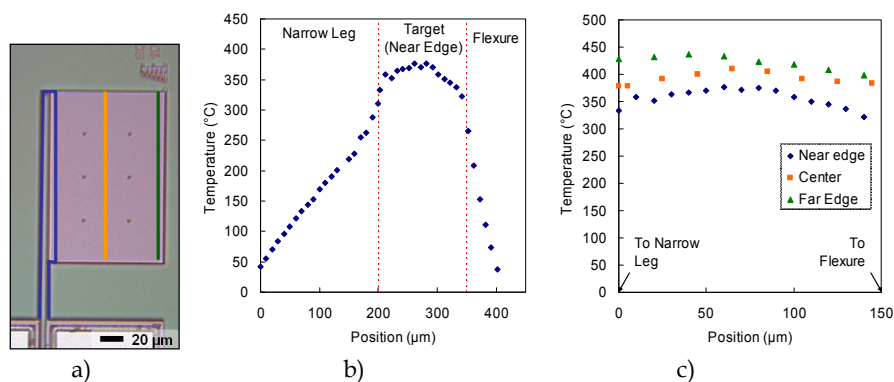 20 µm
a)
450
400
350
300
250
200
150
100
50
0
0
100
200
300
400
Temperature (°C)
Position (µm)
Narrow Leg
Target
(Near Edge)
Flexure
b)
500
450
400
350
300
250
200
150
100
50
0
0
50
100
150
Temperature (°C)
Position (µm)
Near edge
Center
Far Edge
To Narrow
Leg
To
Flexure
c)